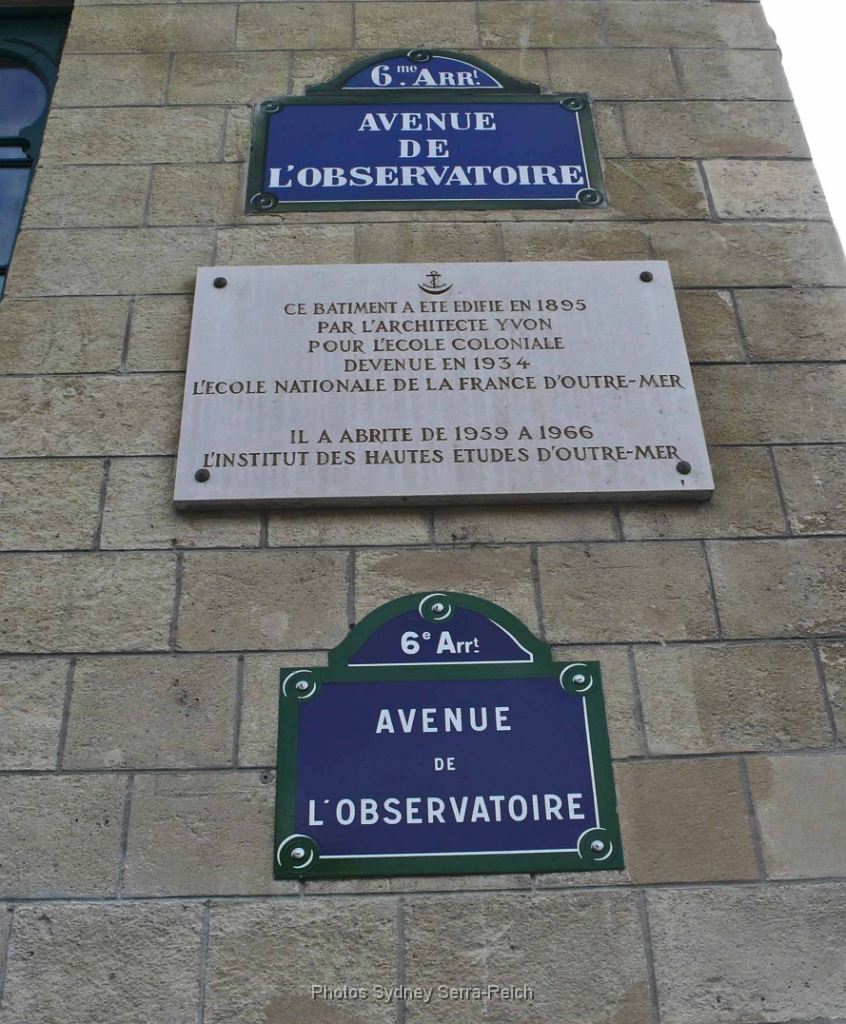 6.me ARRt.
AVENUE
DE
L'OBSERVATOIRE
CE BATIMENT A ETE EDIFIE EN 1895
PAR L'ARCHITECTE YVON
POUR L'ECOLE COLONIALE
DEVENUE EN 1934
L'ECOLE NATIONALE DE LA FRANCE D'OUTRE-MER
IL A ABRITE DE 1959 A 1966
L'INSTITUT DES HAUTES ETUDES D'OUTRE-MER
6e Arrt.
AVENUE
DE
L'OBSERVATOIRE
Photos Sydney Serra-Reich